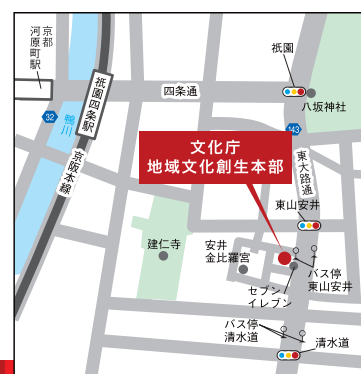 京都
河原町駅
祇園
四条通
八坂神社
祇園四条駅
32
鴨川
143
京阪本線
文化庁
地域文化創生本部
東大路通
東山安井
建仁寺
安井
金比羅宮
バス停
東山安井
セブン-
イレブン
バス停
清水道
清水道